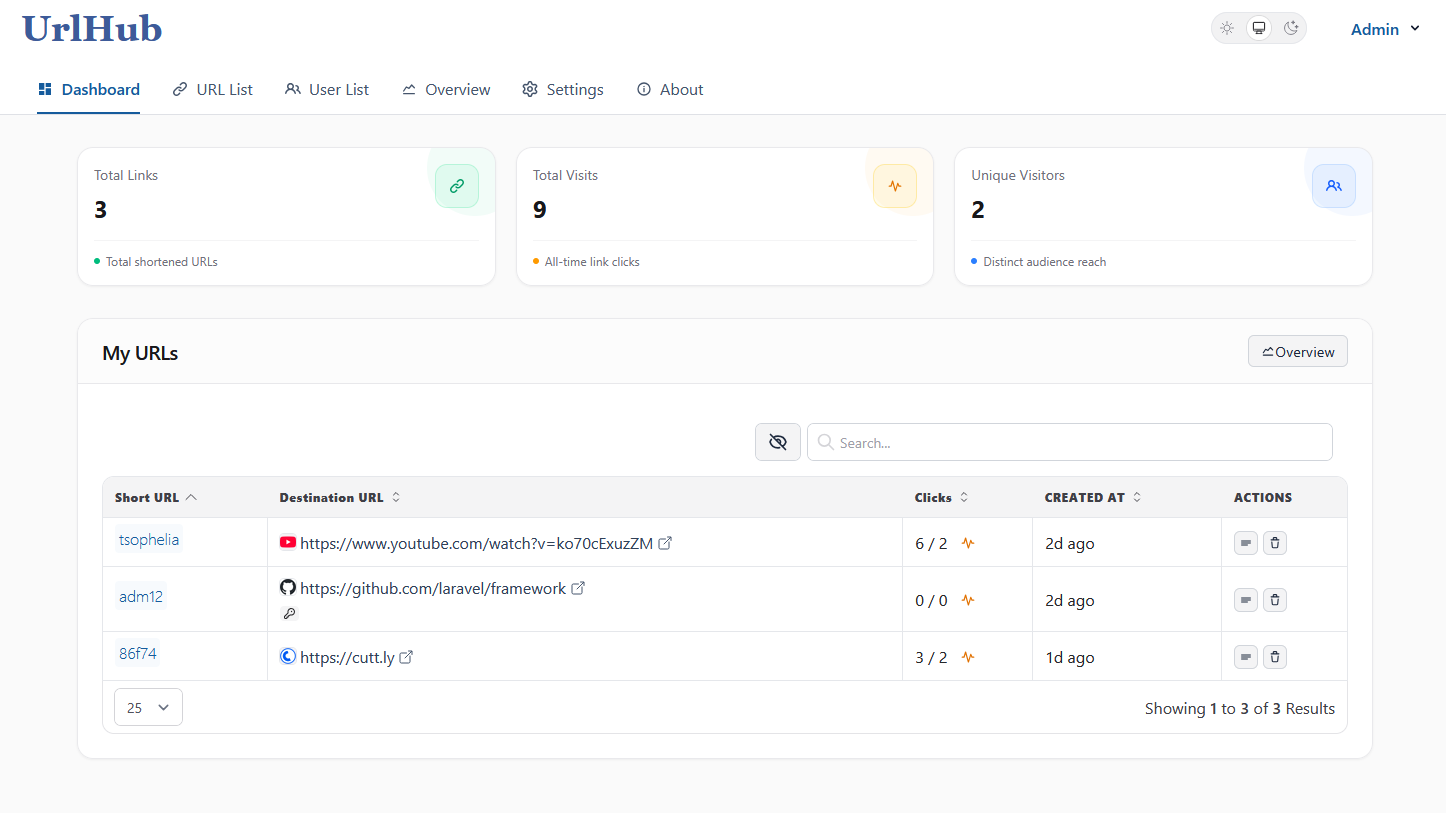 UrlHub
Admin
Dashboard
URL List
User List
Overview
Settings
About
Total Links
3
Total shortened URLs
Total Visits
9
All-time link clicks
Unique Visitors
2
Distinct audience reach
My URLs
Overview
Search...
Short URL Destination URL Clicks CREATED AT ACTIONS
tsophelia https://www.youtube.com/watch?v=ko70cExuzZM 6 / 2 2d ago
adm12 https://github.com/laravel/framework 0 / 0 2d ago
86f74 https://cutt.ly 3 / 2 1d ago
25
Showing 1 to 3 of 3 Results